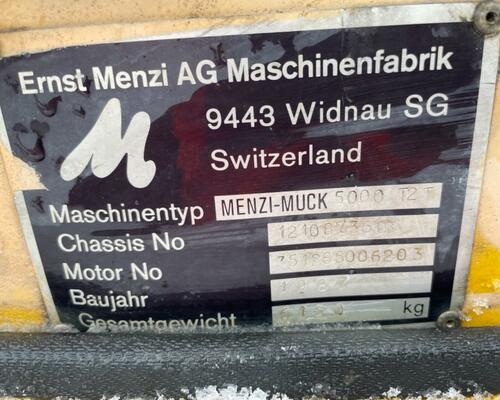 Ernst Menzi AG Maschinenfabrik
M
9443 Widnau SG
Switzerland
Maschinentyp MENZI-MUCK 5000 T2 T
Chassis No
Motor No
Baujahr
Gesamtgewicht kg